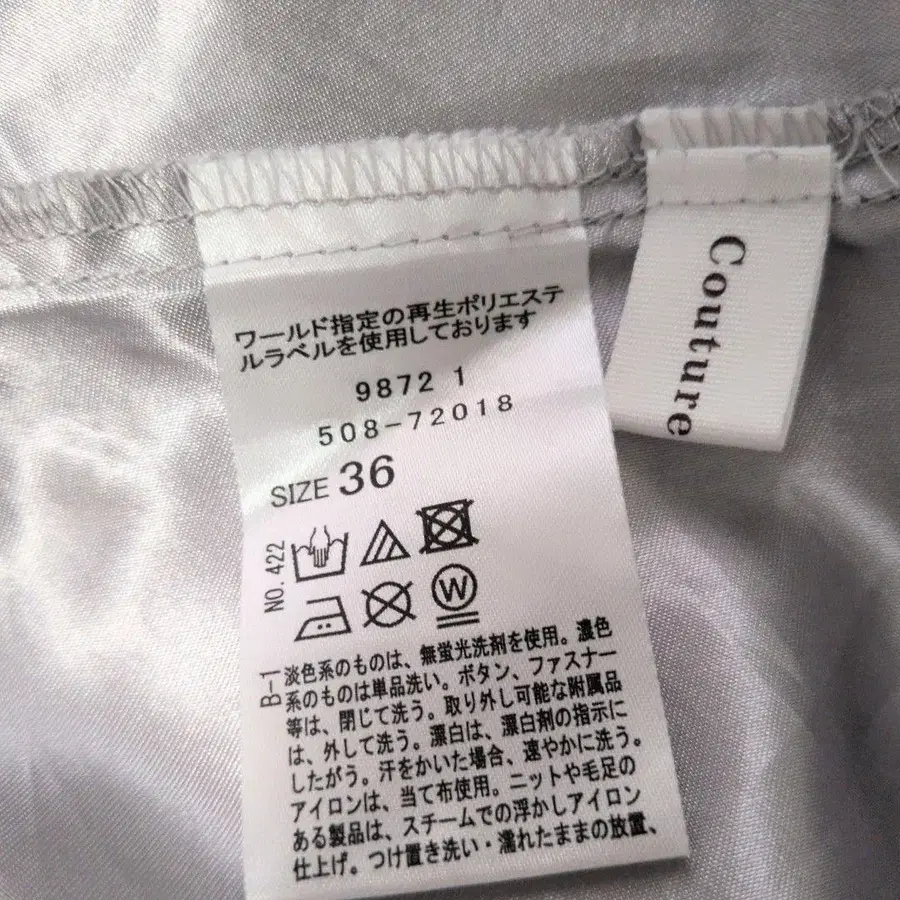 ワールド指定の再生ポリエステ
ルラベルを使用しております
9872 1
508-72018
SIZE 36
NO. 422
W
B-1
淡色系のものは、無蛍光洗剤を使用。濃色
系のものは単品洗い。ボタン、ファスナー
等は、閉じて洗う。取り外し可能な附属品
は、外して洗う。漂白は、漂白剤の指示に
したがう。汗をかいた場合、速やかに洗う。
アイロンは、当て布使用。ニットや毛足の
ある製品は、スチームでの浮かしアイロン
仕上げ。つけ置き洗い・濡れたままの放置、
Couture